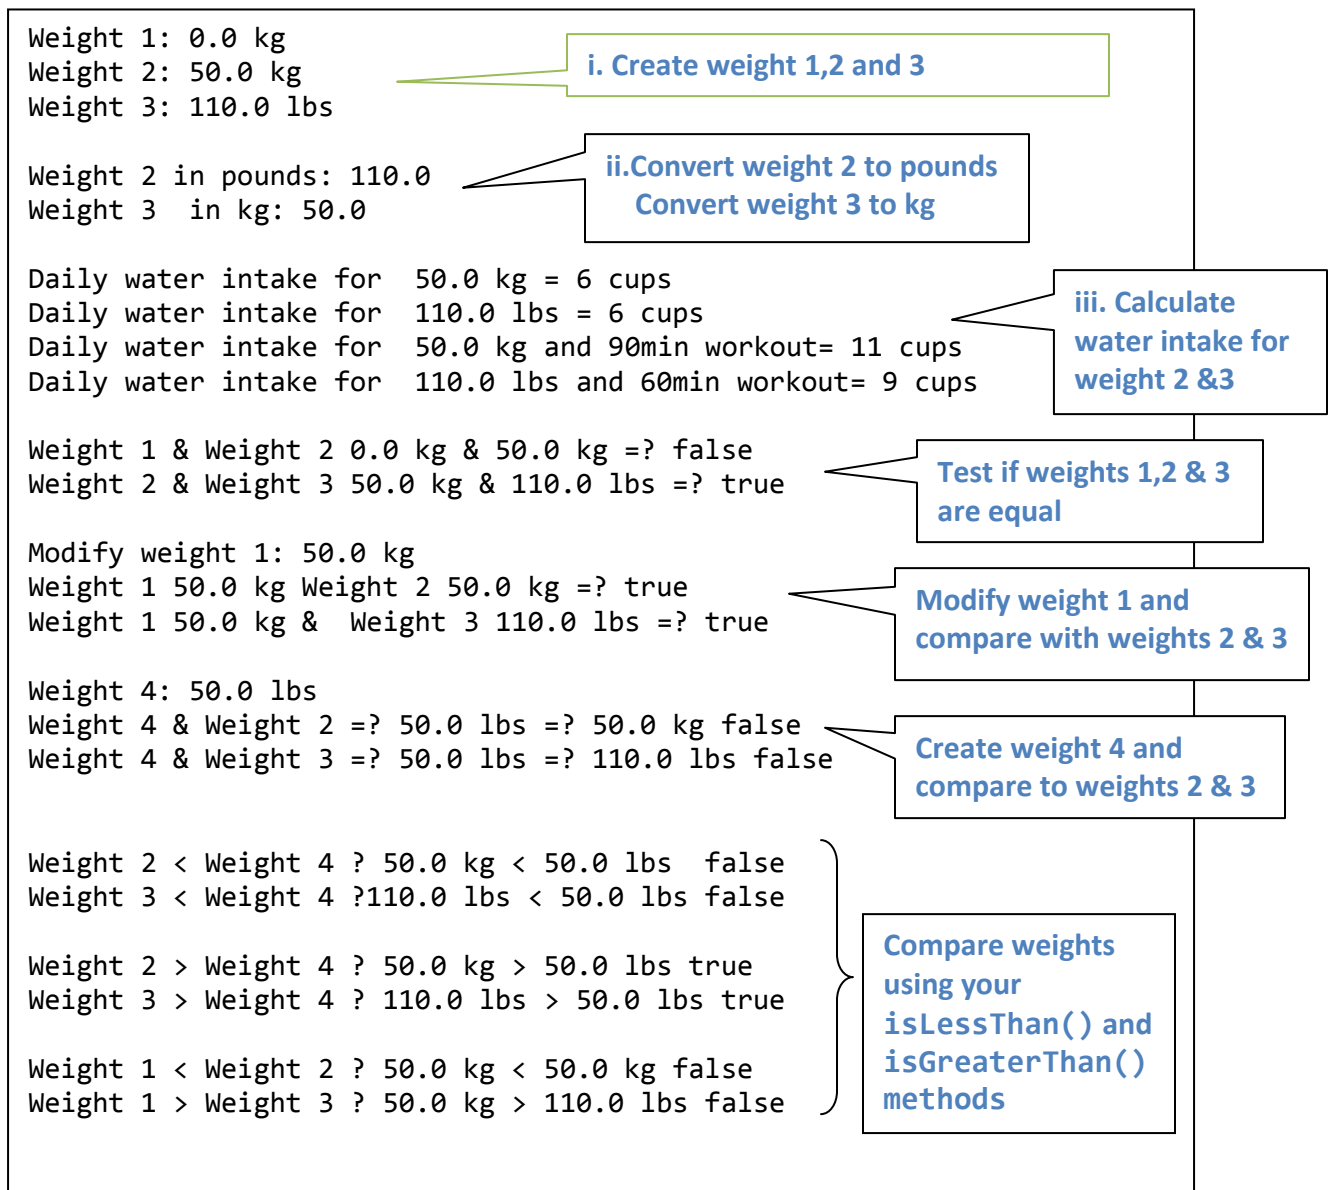 Weight 1: 0.0 kg
Weight 2: 50.0 kg
Weight 3: 110.0 lbs
i. Create weight 1,2 and 3
Weight 2 in pounds: 110.0
Weight 3  in kg: 50.0
ii.Convert weight 2 to pounds
Convert weight 3 to kg
Daily water intake for  50.0 kg = 6 cups
Daily water intake for  110.0 lbs = 6 cups
Daily water intake for  50.0 kg and 90min workout= 11 cups
Daily water intake for  110.0 lbs and 60min workout= 9 cups
iii. Calculate
water intake for
weight 2 &3
Weight 1 & Weight 2 0.0 kg & 50.0 kg =? false
Weight 2 & Weight 3 50.0 kg & 110.0 lbs =? true
Test if weights 1,2 & 3
are equal
Modify weight 1: 50.0 kg
Weight 1 50.0 kg Weight 2 50.0 kg =? true
Weight 1 50.0 kg &  Weight 3 110.0 lbs =? true
Modify weight 1 and
compare with weights 2 & 3
Weight 4: 50.0 lbs
Weight 4 & Weight 2 =? 50.0 lbs =? 50.0 kg false
Weight 4 & Weight 3 =? 50.0 lbs =? 110.0 lbs false
Create weight 4 and
compare to weights 2 & 3
Weight 2 < Weight 4 ? 50.0 kg < 50.0 lbs  false
Weight 3 < Weight 4 ?110.0 lbs < 50.0 lbs false
Weight 2 > Weight 4 ? 50.0 kg > 50.0 lbs true
Weight 3 > Weight 4 ? 110.0 lbs > 50.0 lbs true
Weight 1 < Weight 2 ? 50.0 kg < 50.0 kg false
Weight 1 > Weight 3 ? 50.0 kg > 110.0 lbs false
Compare weights
using your
isLessThan() and
isGreaterThan()
methods